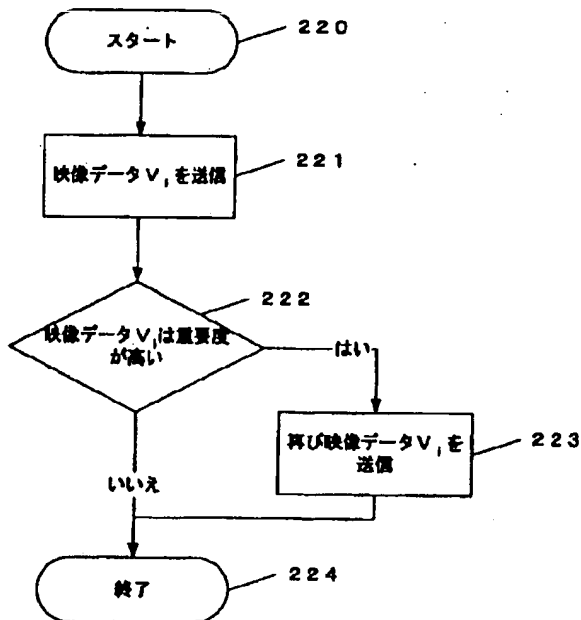 スタート
220
映像データV₁を送信
221
映像データV₁は重要度
が高い
222
はい
再び映像データV₁を
送信
223
いいえ
終了
224